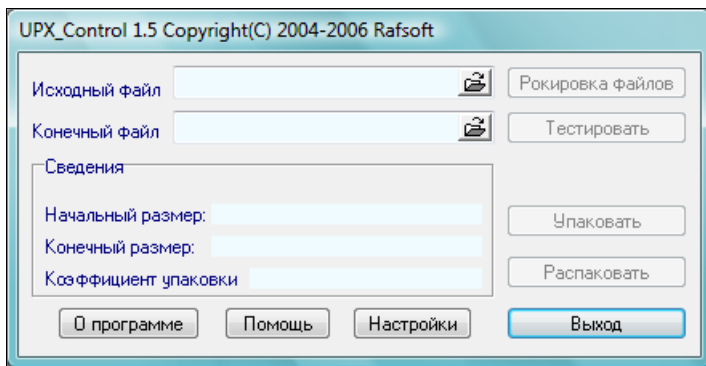 UPX_Control 1.5 Copyright(C) 2004-2006 Rafsoft
Исходный файл
Рокировка файлов
Конечный файл
Тестировать
Сведения
Начальный размер:
Упаковать
Конечный размер:
Коэффициент упаковки
Распаковать
О программе
Помощь
Настройки
Выход